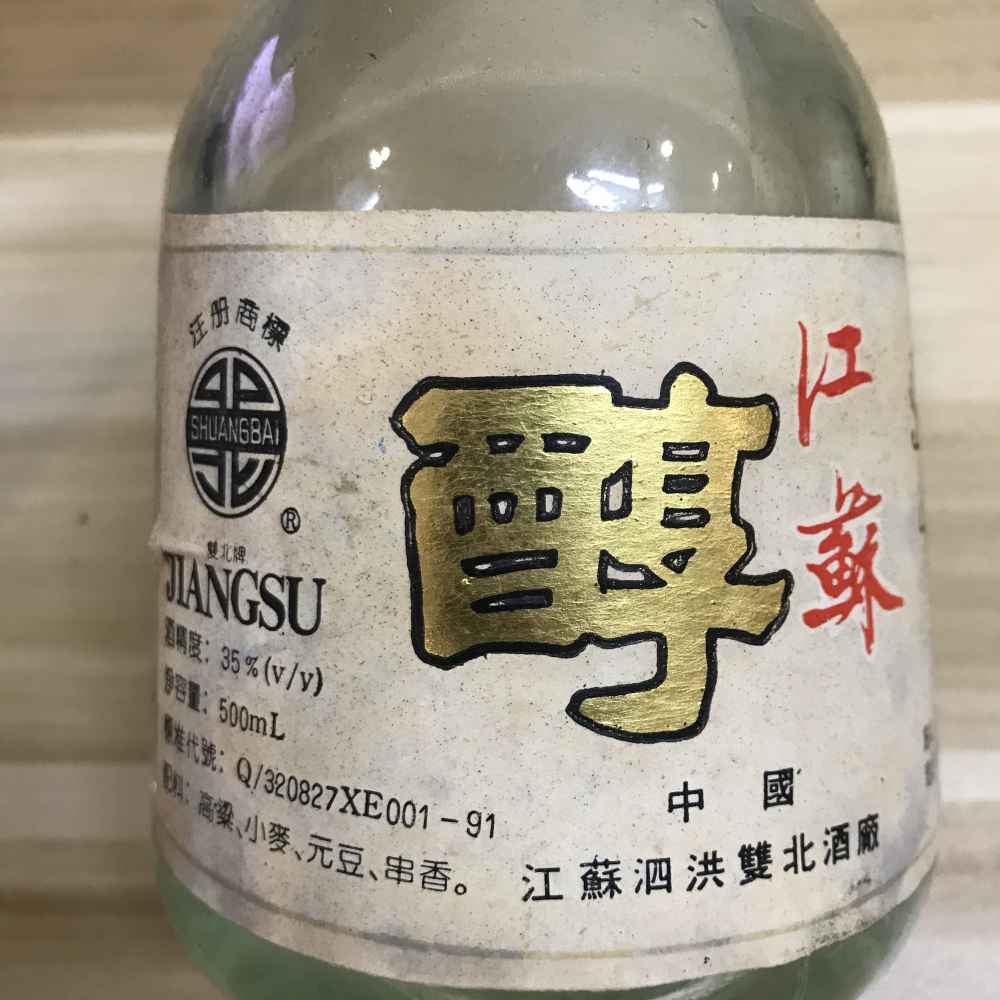 注册商標
SHUANGBAI
®
雙北牌
JIANGSU
酒精度：35%(v/v)
淨容量：500mL
標准代號：Q/320827XE001-91
配料：高粱、小麥、元豆、串香。
醇
江蘇
中國
江蘇泗洪雙北酒廠